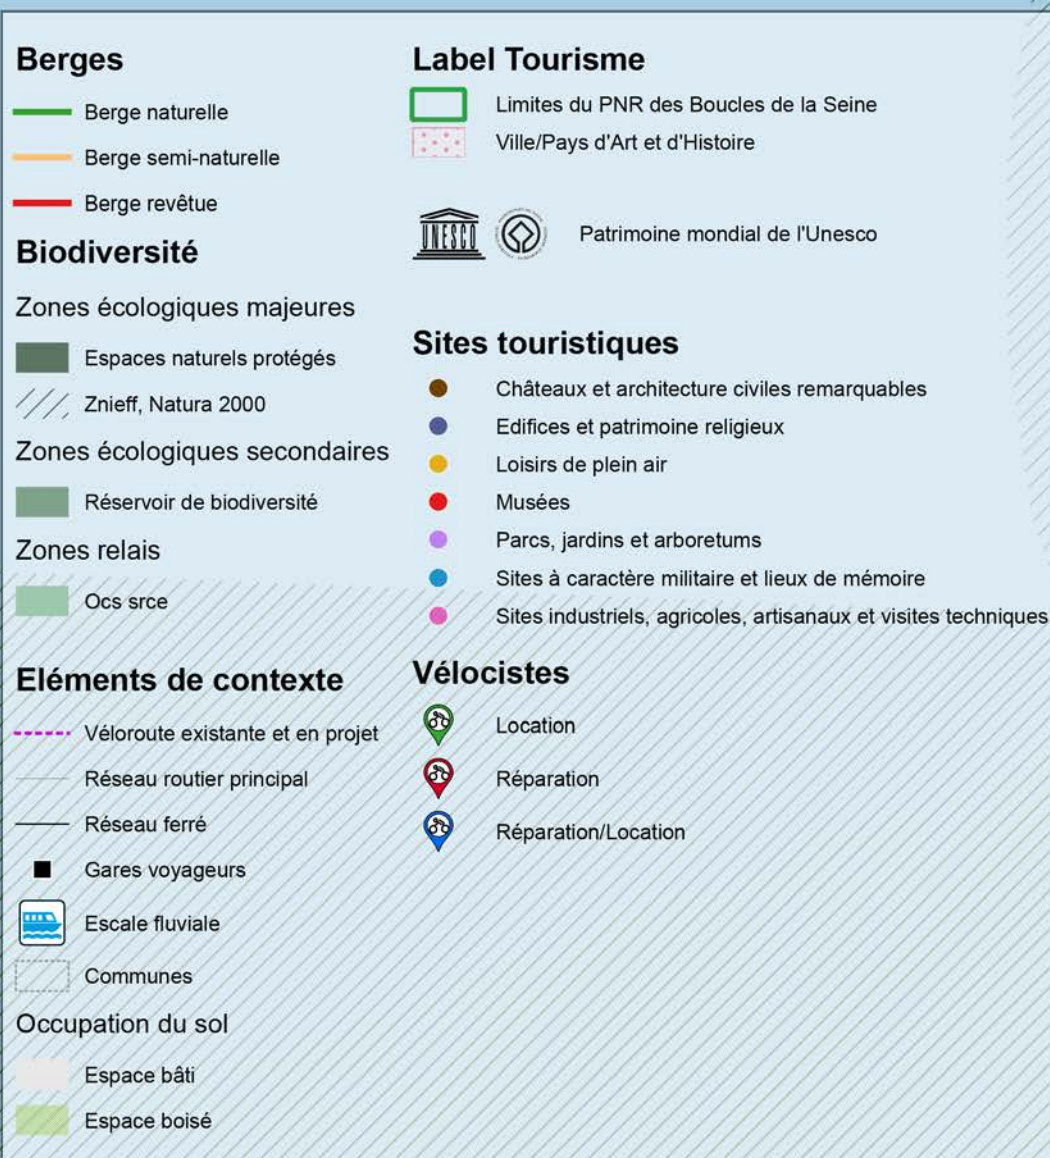 Berges
Berge naturelle
Berge semi-naturelle
Berge revêtue
Biodiversité
Zones écologiques majeures
Espaces naturels protégés
Znieff, Natura 2000
Zones écologiques secondaires
Réservoir de biodiversité
Zones relais
Ocs srce
Eléments de contexte
Véloroute existante et en projet
Réseau routier principal
Réseau ferré
Gares voyageurs
Escale fluviale
Communes
Occupation du sol
Espace bâti
Espace boisé
Label Tourisme
Limites du PNR des Boucles de la Seine
Ville/Pays d'Art et d'Histoire
UNESCO
Patrimoine mondial de l'Unesco
Sites touristiques
Châteaux et architecture civiles remarquables
Edifices et patrimoine religieux
Loisirs de plein air
Musées
Parcs, jardins et arboretums
Sites à caractère militaire et lieux de mémoire
Sites industriels, agricoles, artisanaux et visites techniques
Vélocistes
Location
Réparation
Réparation/Location